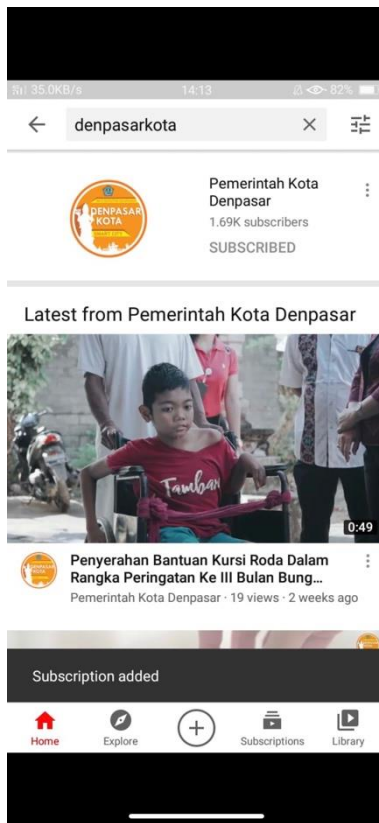 35.0KB/s 14:13 82%
denpasarkota
DENPASAR
KOTA
Pemerintah Kota
Denpasar
1.69K subscribers
SUBSCRIBED
Latest from Pemerintah Kota Denpasar
Tambar
0:49
Penyerahan Bantuan Kursi Roda Dalam
Rangka Peringatan Ke III Bulan Bung...
Pemerintah Kota Denpasar · 19 views · 2 weeks ago
Subscription added
Home Explore Subscriptions Library